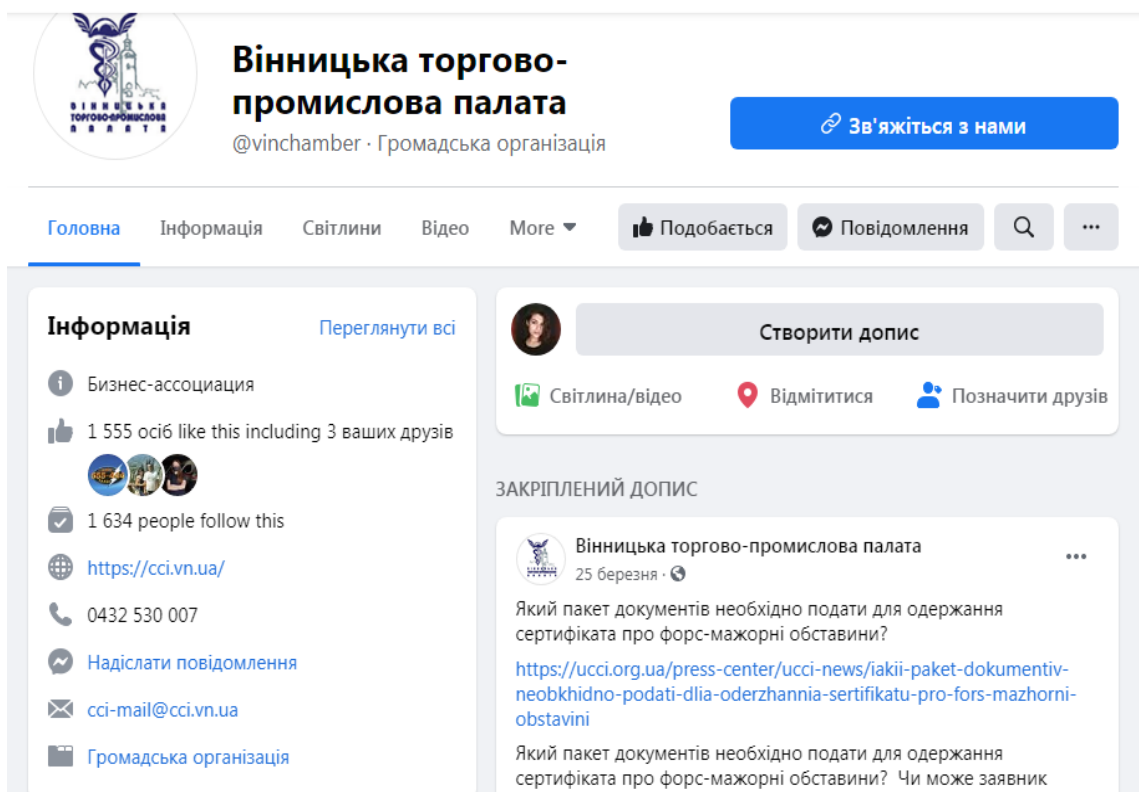 ВІННИЦЬКА
ТОРГОВО-ПРОМИСЛОВА
ПАЛАТА
Вінницька торгово-
промислова палата
@vinchamber · Громадська організація
Зв'яжіться з нами
Головна
Інформація
Світлини
Відео
More
Подобається
Повідомлення
Інформація
Переглянути всі
Бизнес-ассоциация
1 555 осіб like this including 3 ваших друзів
1 634 people follow this
https://cci.vn.ua/
0432 530 007
Надіслати повідомлення
cci-mail@cci.vn.ua
Громадська організація
Створити допис
Світлина/відео
Відмітитися
Позначити друзів
ЗАКРІПЛЕНИЙ ДОПИС
Вінницька торгово-промислова палата
25 березня ·
Який пакет документів необхідно подати для одержання
сертифіката про форс-мажорні обставини?
https://ucci.org.ua/press-center/ucci-news/iakii-paket-dokumentiv-
neobkhidno-podati-dlia-oderzhannia-sertifikatu-pro-fors-mazhorni-
obstavini
Який пакет документів необхідно подати для одержання
сертифіката про форс-мажорні обставини? Чи може заявник